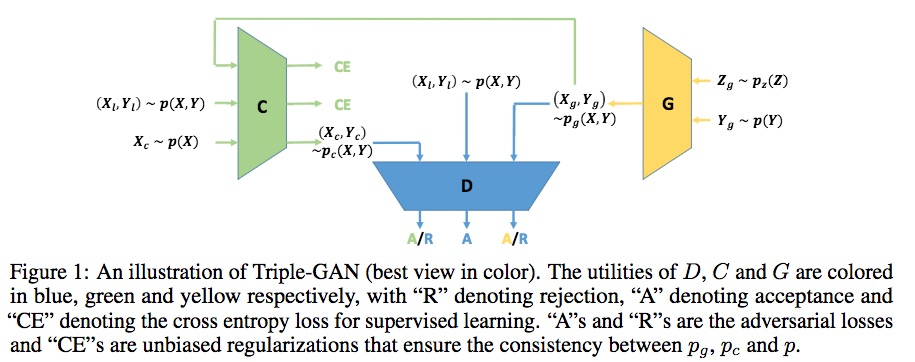 CE
Z_g ~ p_z(Z)
(X_l, Y_l) ~ p(X,Y)
(X_l, Y_l) ~ p(X,Y)
C
CE
(X_g, Y_g)
~p_g(X,Y)
G
Y_g ~ p(Y)
X_c ~ p(X)
(X_c, Y_c)
~p_c(X,Y)
D
A/R
A
A/R
Figure 1: An illustration of Triple-GAN (best view in color). The utilities of D, C and G are colored
in blue, green and yellow respectively, with “R” denoting rejection, “A” denoting acceptance and
“CE” denoting the cross entropy loss for supervised learning. “A”s and “R”s are the adversarial losses
and “CE”s are unbiased regularizations that ensure the consistency between p_g, p_c and p.